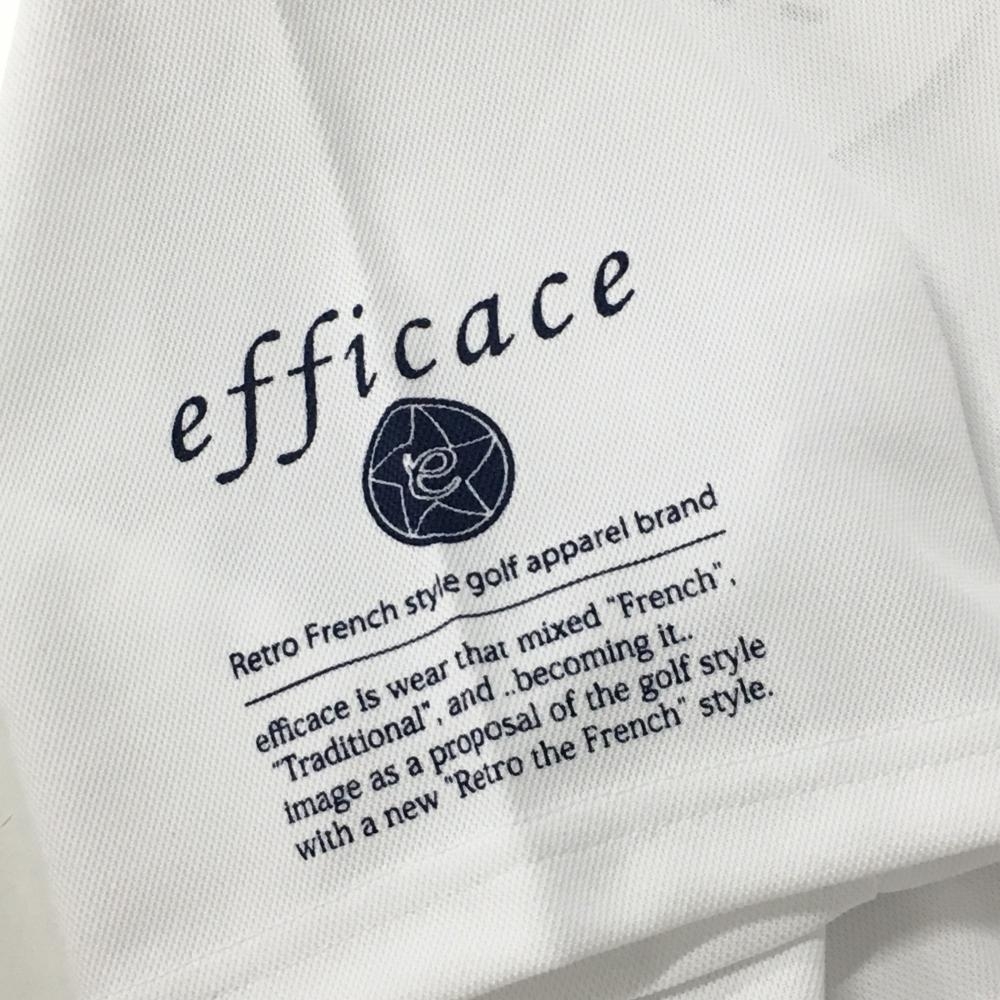 efficace
e
Retro French style golf apparel brand
efficace is wear that mixed "French",
"Traditional", and ..becoming it..
image as a proposal of the golf style
with a new "Retro the French" style.